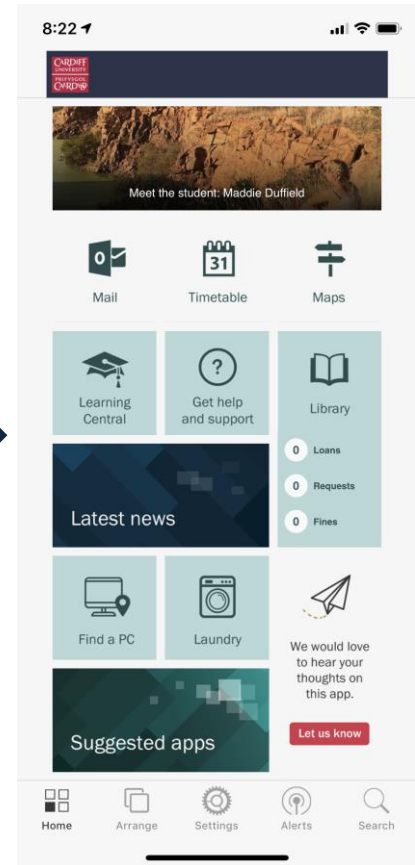 8:22
CARDIFF
UNIVERSITY
PRIFYSGOL
CAERDYDD
Meet the student: Maddie Duffield
Mail
Timetable
31
Maps
Learning
Central
Get help
and support
Library
0 Loans
0 Requests
0 Fines
Latest news
Find a PC
Laundry
We would love
to hear your
thoughts on
this app.
Let us know
Suggested apps
Home
Arrange
Settings
Alerts
Search